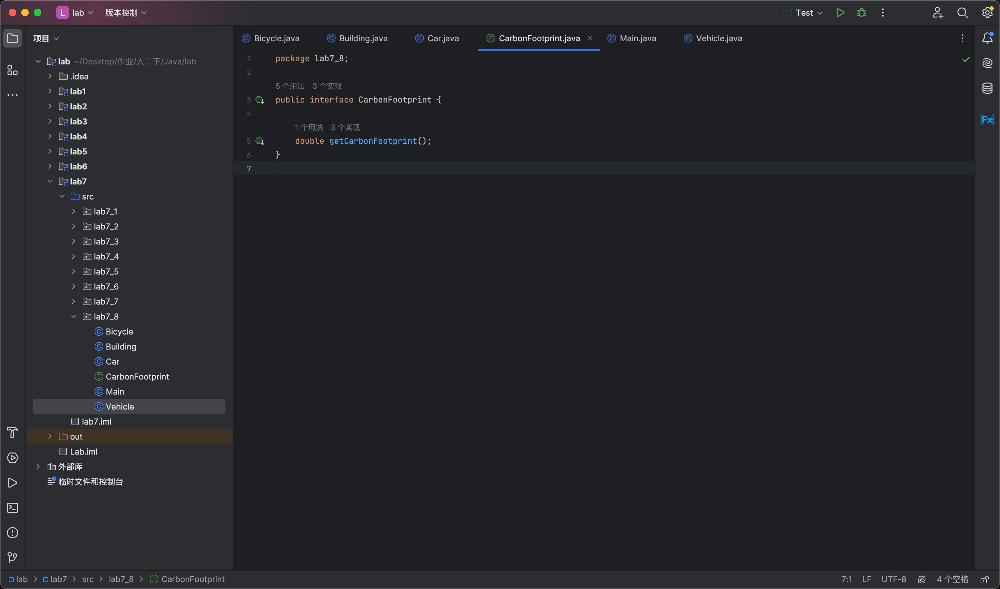 L lab 版本控制 Test
项目
lab ~/Desktop/作业/大二下/Java/lab
.idea
lab1
lab2
lab3
lab4
lab5
lab6
lab7
src
lab7_1
lab7_2
lab7_3
lab7_4
lab7_5
lab7_6
lab7_7
lab7_8
Bicycle
Building
Car
CarbonFootprint
Main
Vehicle
lab7.iml
out
Lab.iml
外部库
临时文件和控制台
Bicycle.java Building.java Car.java CarbonFootprint.java Main.java Vehicle.java
1 package lab7_8;
2
5 个用法 3 个实现
3 public interface CarbonFootprint {
4
1 个用法 3 个实现
5 double getCarbonFootprint();
6 }
7
Fx
lab > lab7 > src > lab7_8 > CarbonFootprint 7:1 LF UTF-8 4 个空格